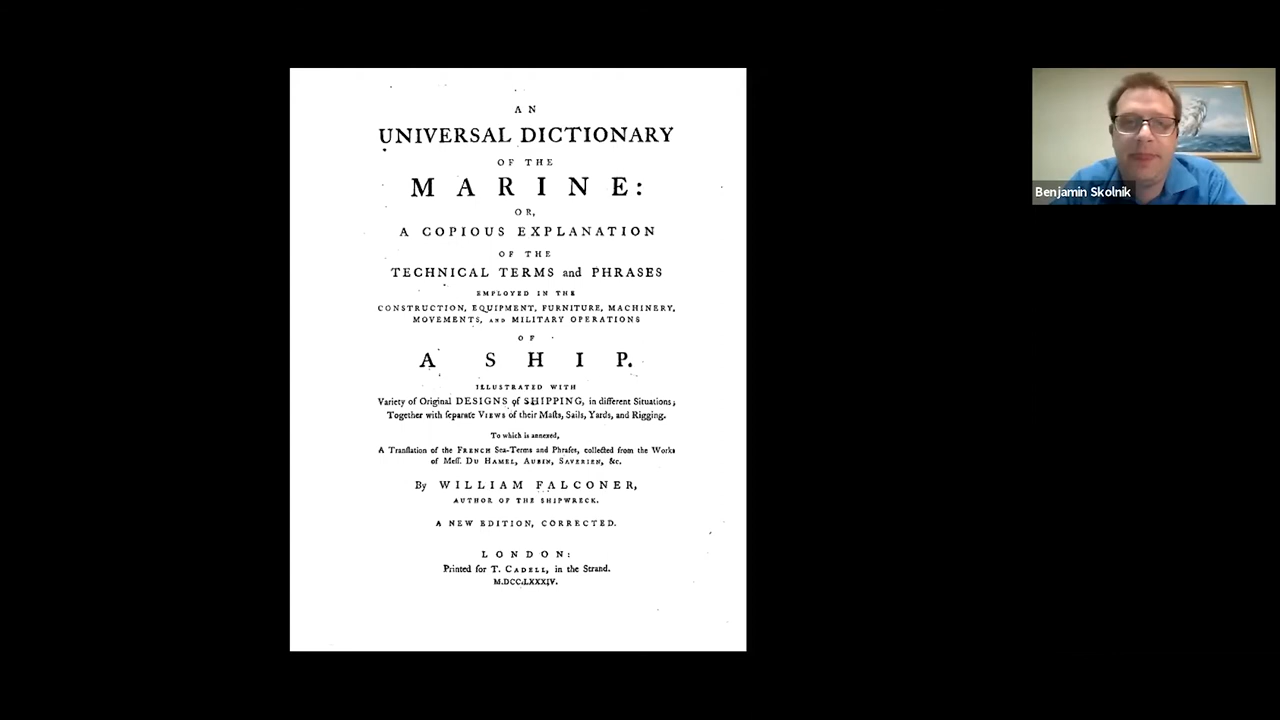 AN
UNIVERSAL DICTIONARY
OF THE
MARINE:
OR,
A COPIOUS EXPLANATION
OF THE
TECHNICAL TERMS and PHRASES
EMPLOYED IN THE
CONSTRUCTION, EQUIPMENT, FURNITURE, MACHINERY,
MOVEMENTS, AND MILITARY OPERATIONS
OF
A SHIP.
ILLUSTRATED WITH
Variety of Original DESIGNS of SHIPPING, in different Situations;
Together with ſeparate VIEWS of their Maſts, Sails, Yards, and Rigging.
To which is annexed,
A Tranſlation of the FRENCH Sea-Terms and Phraſes, collected from the Works
of Meſſ. DU HAMEL, AUBIN, SAVERIEN, &c.
By WILLIAM FALCONER,
AUTHOR OF THE SHIPWRECK.
A NEW EDITION, CORRECTED.
LONDON:
Printed for T. CADELL, in the Strand.
M.DCC.LXXXIV.
Benjamin Skolnik